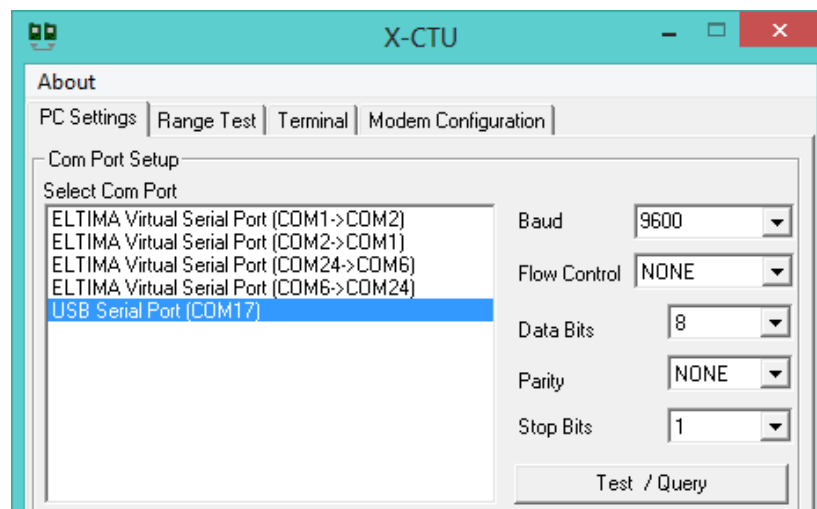 X-CTU
About
PC Settings Range Test Terminal Modem Configuration
Com Port Setup
Select Com Port
ELTIMA Virtual Serial Port (COM1->COM2)
ELTIMA Virtual Serial Port (COM2->COM1)
ELTIMA Virtual Serial Port (COM24->COM6)
ELTIMA Virtual Serial Port (COM6->COM24)
USB Serial Port (COM17)
Baud 9600
Flow Control NONE
Data Bits 8
Parity NONE
Stop Bits 1
Test / Query